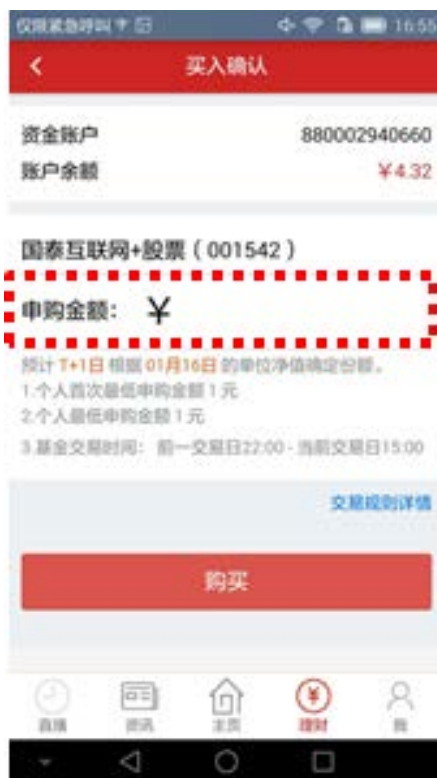 仅限紧急呼叫 16:55
买入确认
资金账户 880002940660
账户余额 ¥4.32
国泰互联网+股票（001542）
申购金额： ¥
预计 T+1日 根据 01月16日 的单位净值确定份额。
1.个人首次最低申购金额1元
2.个人最低申购金额1元
3.基金交易时间： 前一交易日22:00 - 当前交易日15:00
交易规则详情
购买
直播 资讯 主页 理财 我